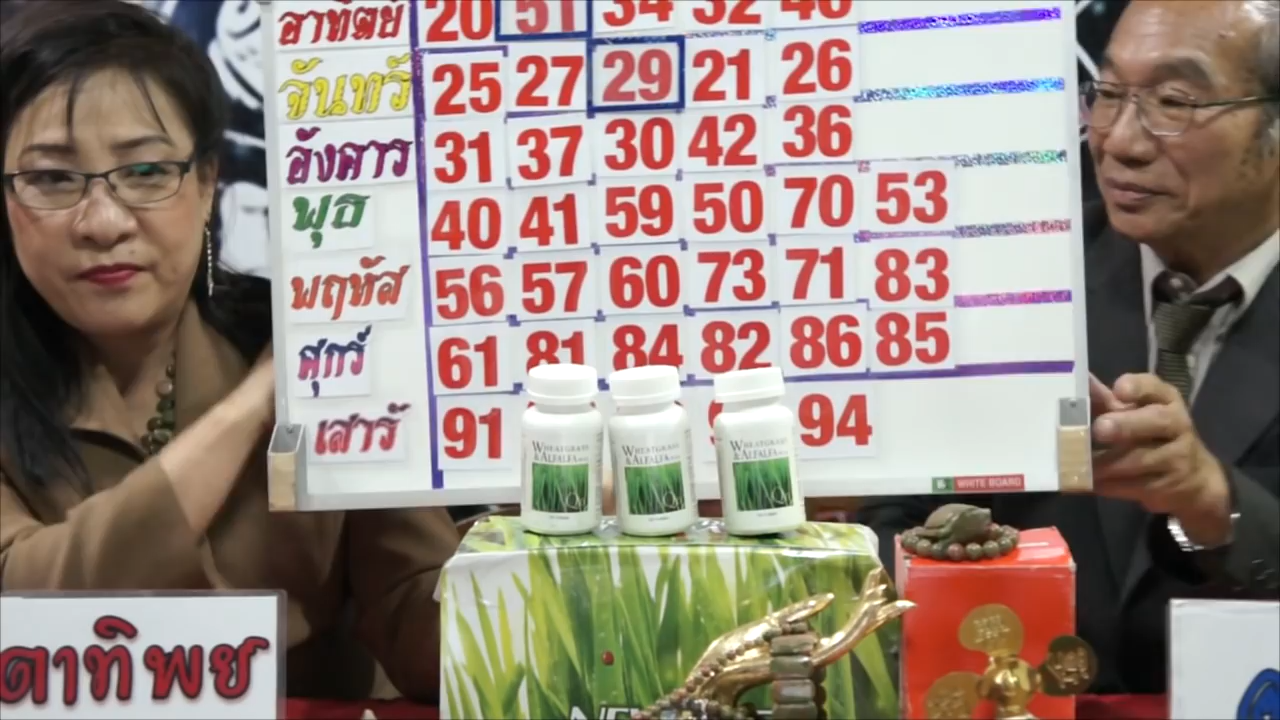 อาทิตย์ 20 51 34 32 46
จันทร์ 25 27 29 21 26
อังคาร 31 37 30 42 36
พุธ 40 41 59 50 70 53
พฤหัส 56 57 60 73 71 83
ศุกร์ 61 81 84 82 86 85
เสาร์ 91 94
WHEATGRASS WHEATGRASS WHEATGRASS
& ALFALFA & ALFALFA & ALFALFA
WHITE BOARD
ตาทิพย์